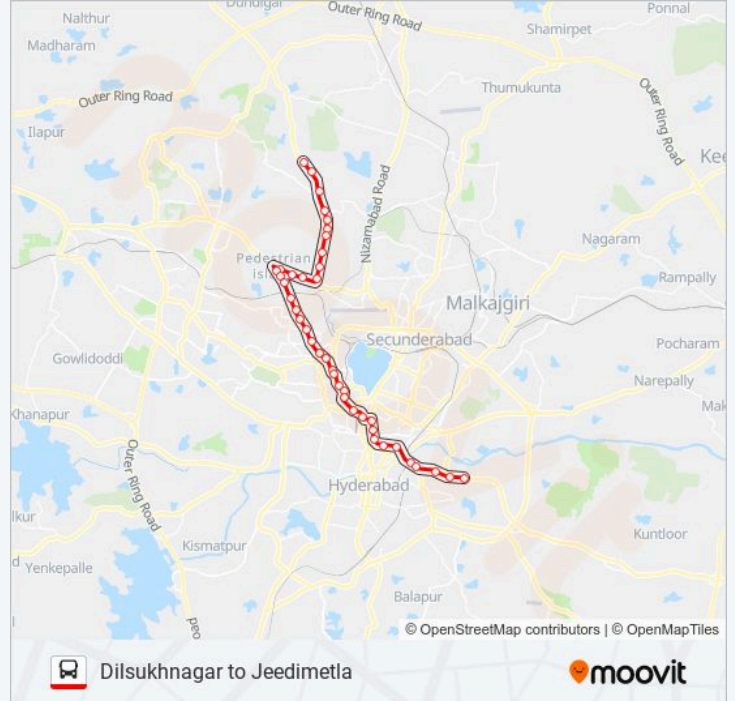 Dundigal
Outer Ring Road
Ponnal
Nalthur
Madharam
Shamirpet
Thumukunta
Outer Ring Road
Outer Ring Road
Ilapur
Kee
Nizamabad Road
Nagaram
Pedestrian
isl
Rampally
Malkajgiri
Secunderabad
Gowlidoddi
Pocharam
Narepally
Khanapur
Mak
Outer Ring Road
Hyderabad
lkur
Kismatpur
Kuntloor
d
Yenkepalle
Balapur
peo
© OpenStreetMap contributors | © OpenMapTiles
Dilsukhnagar to Jeedimetla
moovit